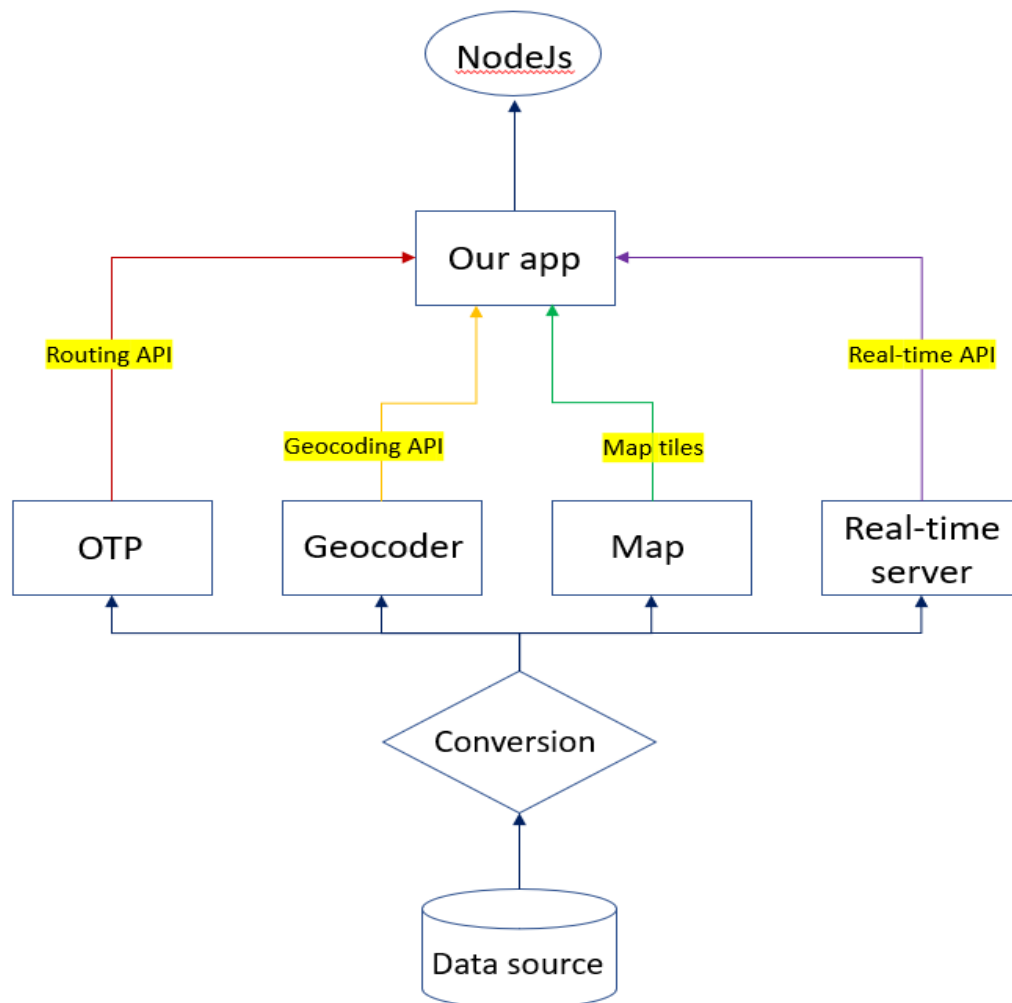 NodeJs
Our app
Routing API
Real-time API
Geocoding API
Map tiles
OTP
Geocoder
Map
Real-time
server
Conversion
Data source